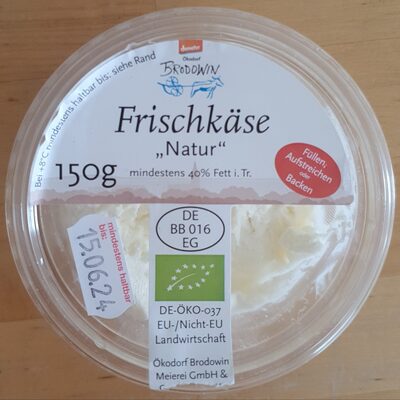 demeter
Ökodorf
BRODOWIN
Bei +8°C mindestens haltbar bis: siehe Rand
Frischkäse
„Natur“
150g
mindestens 40% Fett i. Tr.
Füllen,
Aufstreichen
oder
Backen
mindestens haltbar
bis:
15.06.24
DE
BB 016
EG
DE-ÖKO-037
EU-/Nicht-EU
Landwirtschaft
Ökodorf Brodowin
Meierei GmbH &